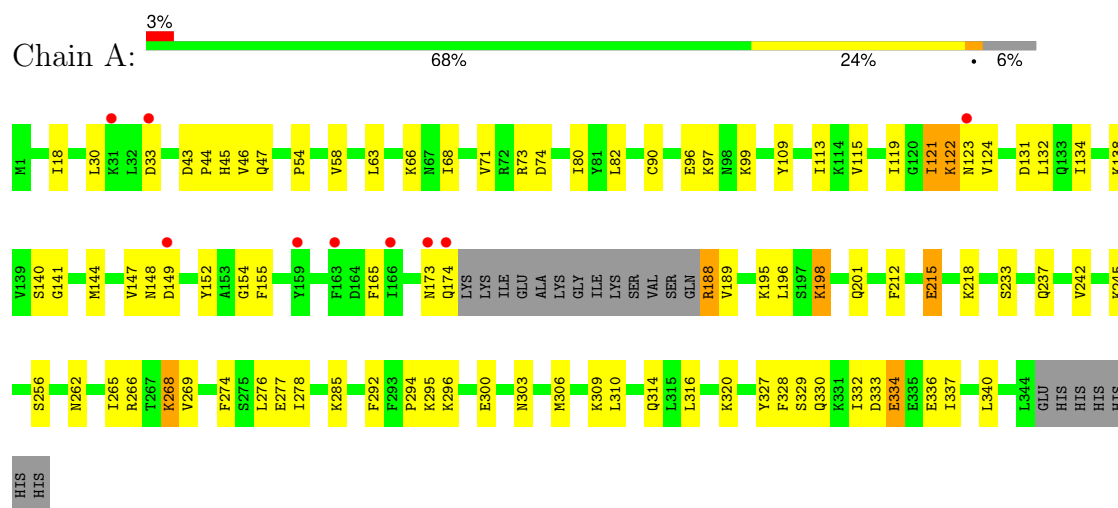 3%
Chain A:
68% 24% • 6%
M1 I18 L30 K31 L32 D33 D43 P44 H45 V46 Q47 P54 V58 L63 K66 N67 I68 V71 R72 R73 D74 I80 Y81 L82 C90 E96 K97 N98 K99 Y109 I113 K114 V115 I119 G120 I121 K122 N123 V124 D131 L132 Q133 I134 K138
V139 S140 G141 M144 V147 N148 D149 Y152 A153 G154 F155 Y159 F163 D164 F165 I166 N173 Q174 LYS LYS ILE GLU ALA LYS GLY ILE LYS SER VAL SER GLN R188 V189 K195 L196 S197 K198 Q201 F212 E215 K218 S233 Q237 V242 K245
S256 N262 I265 R266 T267 K268 V269 F274 S275 L276 E277 I278 K285 F292 F293 P294 K295 K296 E300 N303 M306 K309 L310 Q314 L315 L316 K320 Y327 F328 S329 Q330 K331 I332 D333 E334 E335 E336 I337 L340 L344 GLU HIS HIS HIS HIS
HIS HIS